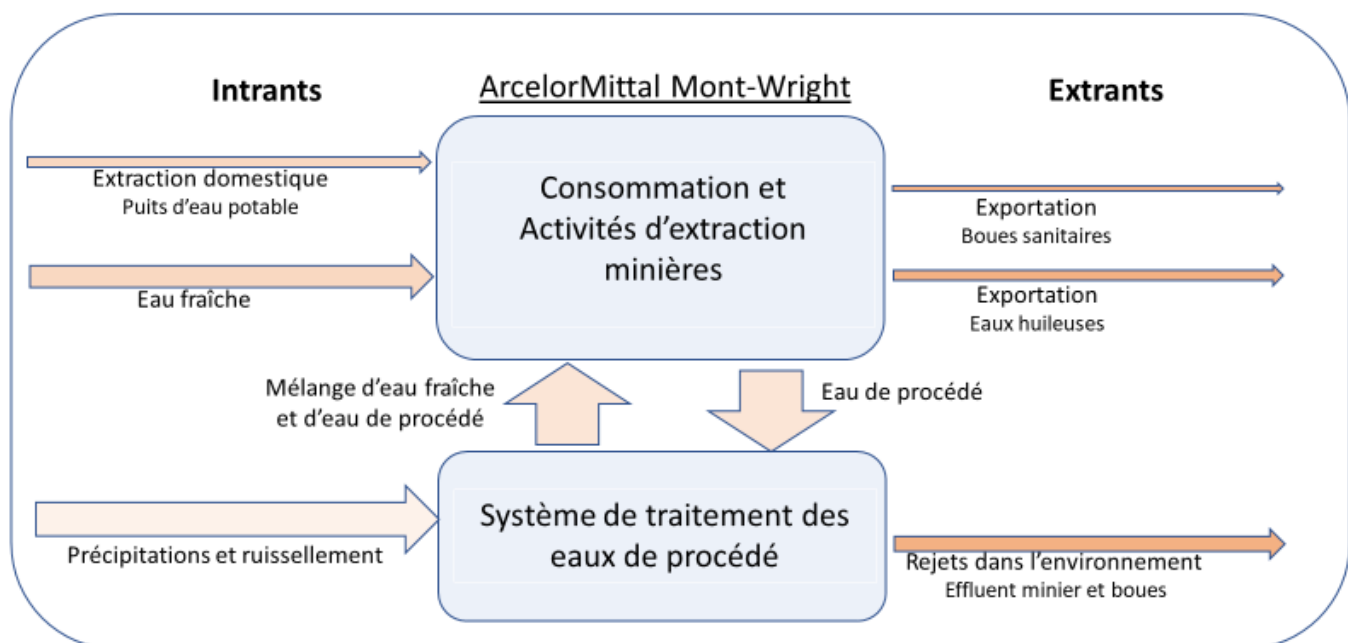 Intrants
ArcelorMittal Mont-Wright
Extrants
Extraction domestique
Puits d'eau potable
Eau fraîche
Consommation et
Activités d'extraction
minières
Exportation
Boues sanitaires
Exportation
Eaux huileuses
Mélange d'eau fraîche
et d'eau de procédé
Eau de procédé
Précipitations et ruissellement
Système de traitement des
eaux de procédé
Rejets dans l'environnement
Effluent minier et boues